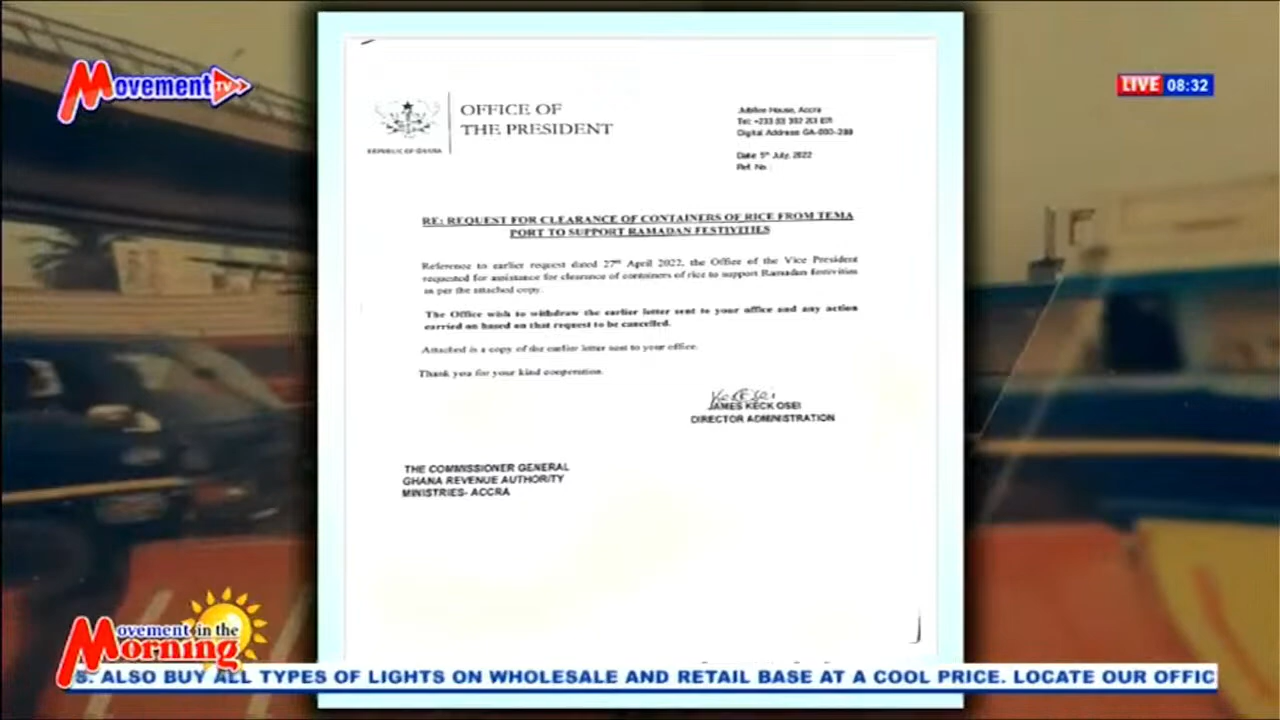 Movement TV
LIVE 08:32
OFFICE OF
THE PRESIDENT
REPUBLIC OF GHANA
Jubilee House, Accra
Tel: +233 (0) 302
Digital Address GA-000-288
Date 5th July, 2022
Ref. No :
RE: REQUEST FOR CLEARANCE OF CONTAINERS OF RICE FROM TEMA
PORT TO SUPPORT RAMADAN FESTIVITIES
Reference to earlier request dated 27th April 2022, the Office of the Vice President
requested for assistance for clearance of containers of rice to support Ramadan festivities
as per the attached copy.
The Office wish to withdraw the earlier letter sent to your office and any action
carried on based on that request to be cancelled.
Attached is a copy of the earlier letter sent to your office.
Thank you for your kind cooperation.
JAMES KECK OSEI
DIRECTOR ADMINISTRATION
THE COMMISSIONER GENERAL
GHANA REVENUE AUTHORITY
MINISTRIES- ACCRA
Movement in the
Morning
S. ALSO BUY ALL TYPES OF LIGHTS ON WHOLESALE AND RETAIL BASE AT A COOL PRICE. LOCATE OUR OFFIC